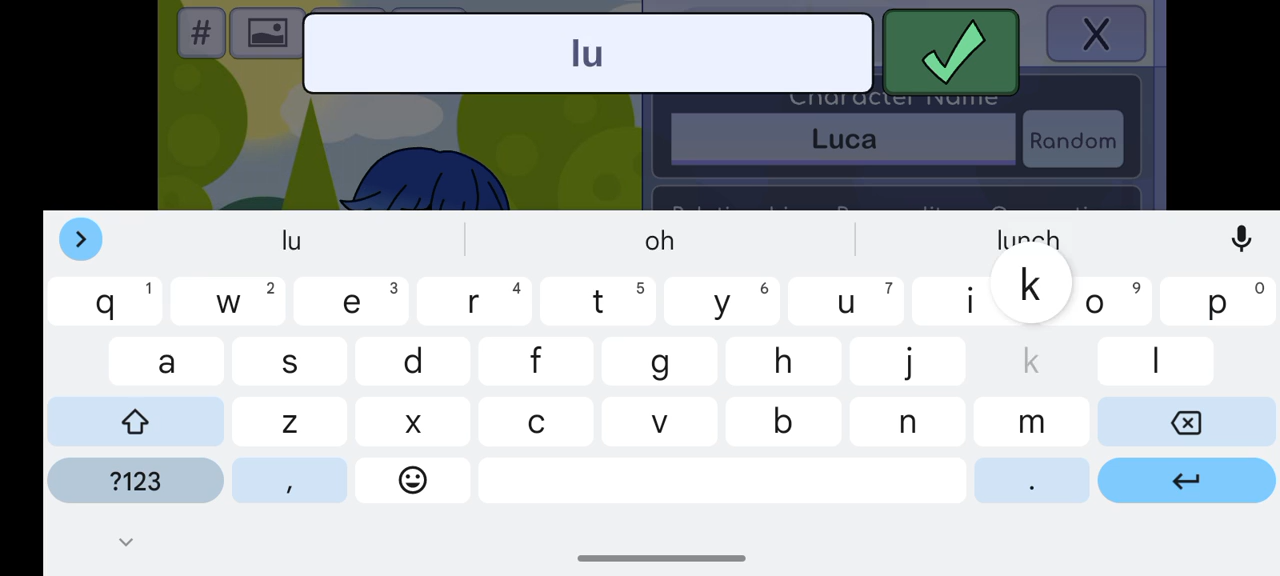 #
lu
X
Character Name
Luca
Random
lu oh lunch
k
q 1 w 2 e 3 r 4 t 5 y 6 u 7 i o 9 p 0
a s d f g h j k l
z x c v b n m
?123 , .